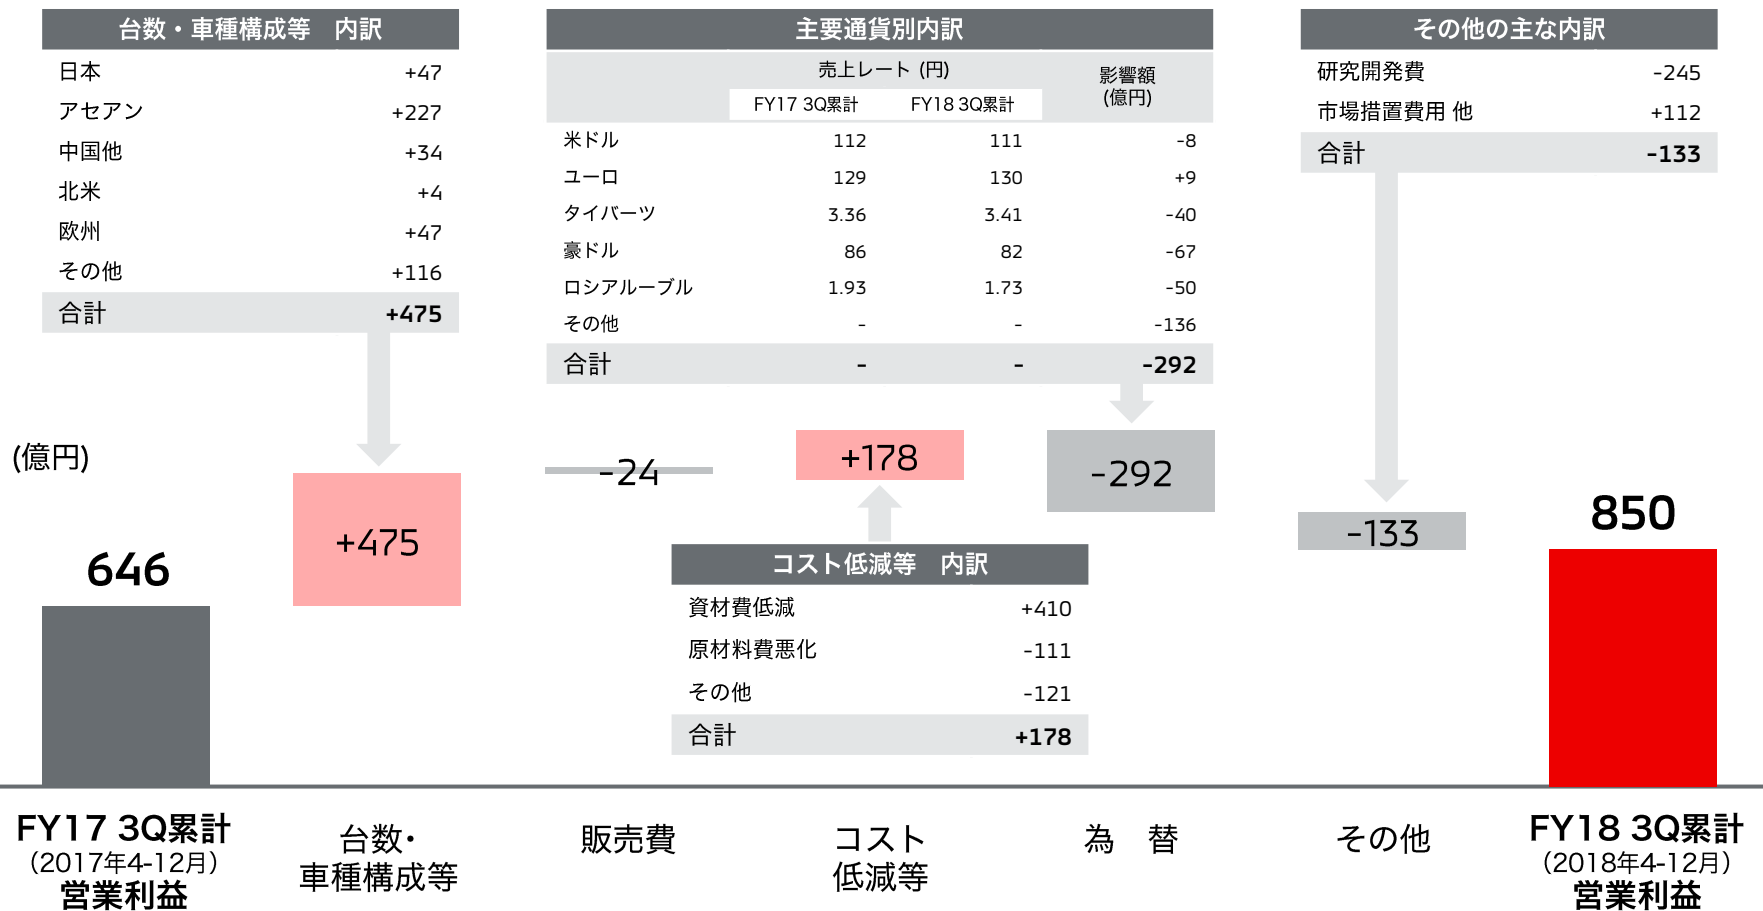 台数・車種構成等　内訳
日本 +47
アセアン +227
中国他 +34
北米 +4
欧州 +47
その他 +116
合計 +475
主要通貨別内訳
売上レート (円) 影響額 (億円)
FY17 3Q累計 FY18 3Q累計
米ドル 112 111 -8
ユーロ 129 130 +9
タイバーツ 3.36 3.41 -40
豪ドル 86 82 -67
ロシアルーブル 1.93 1.73 -50
その他 - - -136
合計 - - -292
その他の主な内訳
研究開発費 -245
市場措置費用 他 +112
合計 -133
(億円)
646
+475
-24
+178
-292
-133
850
コスト低減等　内訳
資材費低減 +410
原材料費悪化 -111
その他 -121
合計 +178
FY17 3Q累計
（2017年4-12月）
営業利益
台数・
車種構成等
販売費
コスト
低減等
為　替
その他
FY18 3Q累計
（2018年4-12月）
営業利益